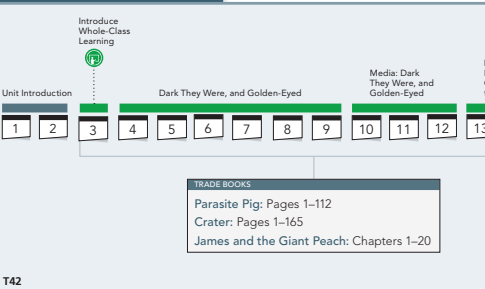 Introduce
Whole-Class
Learning
Unit Introduction
Dark They Were, and Golden-Eyed
Media: Dark
They Were, and
Golden-Eyed
1 2 3 4 5 6 7 8 9 10 11 12 13
TRADE BOOKS
Parasite Pig: Pages 1–112
Crater: Pages 1–165
James and the Giant Peach: Chapters 1–20
T42